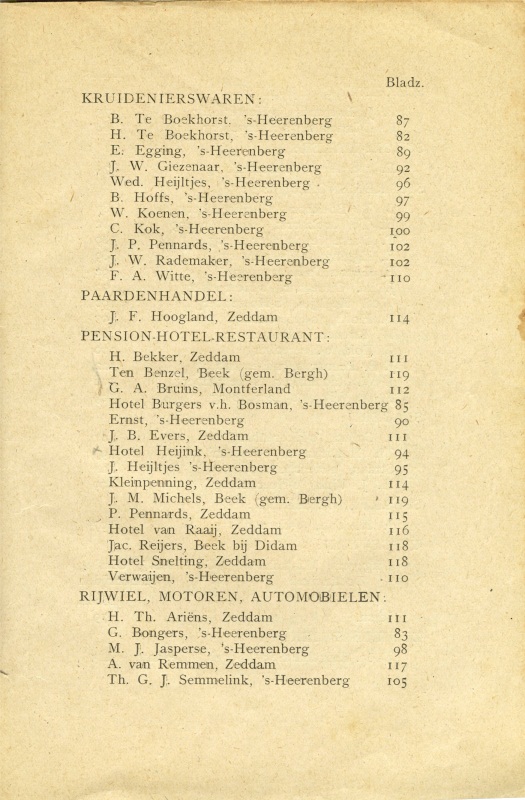 Bladz.
KRUIDENIERSWAREN:
B. Te Boekhorst. 's-Heerenberg 87
H. Te Boekhorst, 's-Heerenberg 82
E. Egging, 's-Heerenberg 89
J. W. Giezenaar, 's-Heerenberg 92
Wed. Heijltjes, 's-Heerenberg 96
B. Hoffs, 's-Heerenberg 97
W. Koenen, 's-Heerenberg 99
C. Kok, 's-Heerenberg 100
J. P. Pennards, 's-Heerenberg 102
J. W. Rademaker, 's-Heerenberg 102
F. A. Witte, 's-Heerenberg 110
PAARDENHANDEL:
J. F. Hoogland, Zeddam 114
PENSION-HOTEL-RESTAURANT:
H. Bekker, Zeddam 111
Ten Benzel, Beek (gem. Bergh) 119
G. A. Bruins, Montferland 112
Hotel Burgers v.h. Bosman, 's-Heerenberg 85
Ernst, 's-Heerenberg 90
J. B. Evers, Zeddam 111
Hotel Heijink, 's-Heerenberg 94
J. Heijltjes 's-Heerenberg 95
Kleinpenning, Zeddam 114
J. M. Michels, Beek (gem. Bergh) 119
P. Pennards, Zeddam 115
Hotel van Raaij, Zeddam 116
Jac. Reijers, Beek bij Didam 118
Hotel Snelting, Zeddam 118
Verwaijen, 's-Heerenberg 110
RIJWIEL, MOTOREN, AUTOMOBIELEN:
H. Th. Ariëns, Zeddam 111
G. Bongers, 's-Heerenberg 83
M. J. Jasperse, 's-Heerenberg 98
A. van Remmen, Zeddam 117
Th. G. J. Semmelink, 's-Heerenberg 105